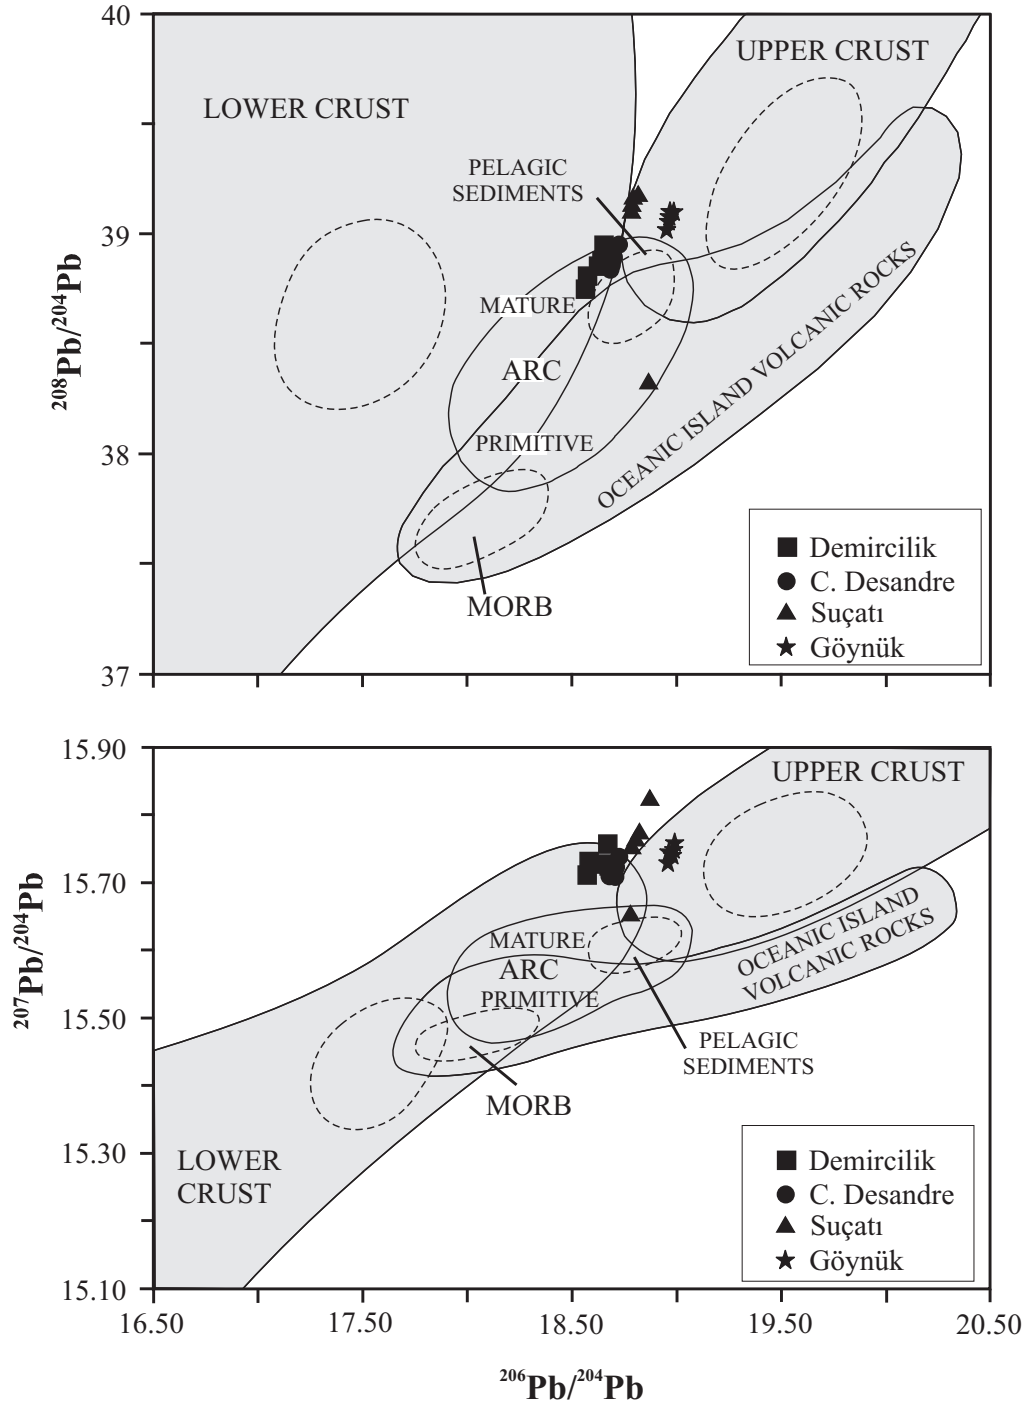 40
UPPER CRUST
LOWER CRUST
PELAGIC
SEDIMENTS
39
208Pb/204Pb
MATURE
ARC
PRIMITIVE
OCEANIC ISLAND VOLCANIC ROCKS
38
MORB
Demircilik
C. Desandre
Suçatı
Göynük
37
15.90
UPPER CRUST
15.70
207Pb/204Pb
MATURE
ARC
PRIMITIVE
OCEANIC ISLAND
VOLCANIC ROCKS
15.50
PELAGIC
SEDIMENTS
MORB
15.30
LOWER
CRUST
Demircilik
C. Desandre
Suçatı
Göynük
15.10
16.50 17.50 18.50 19.50 20.50
206Pb/204Pb